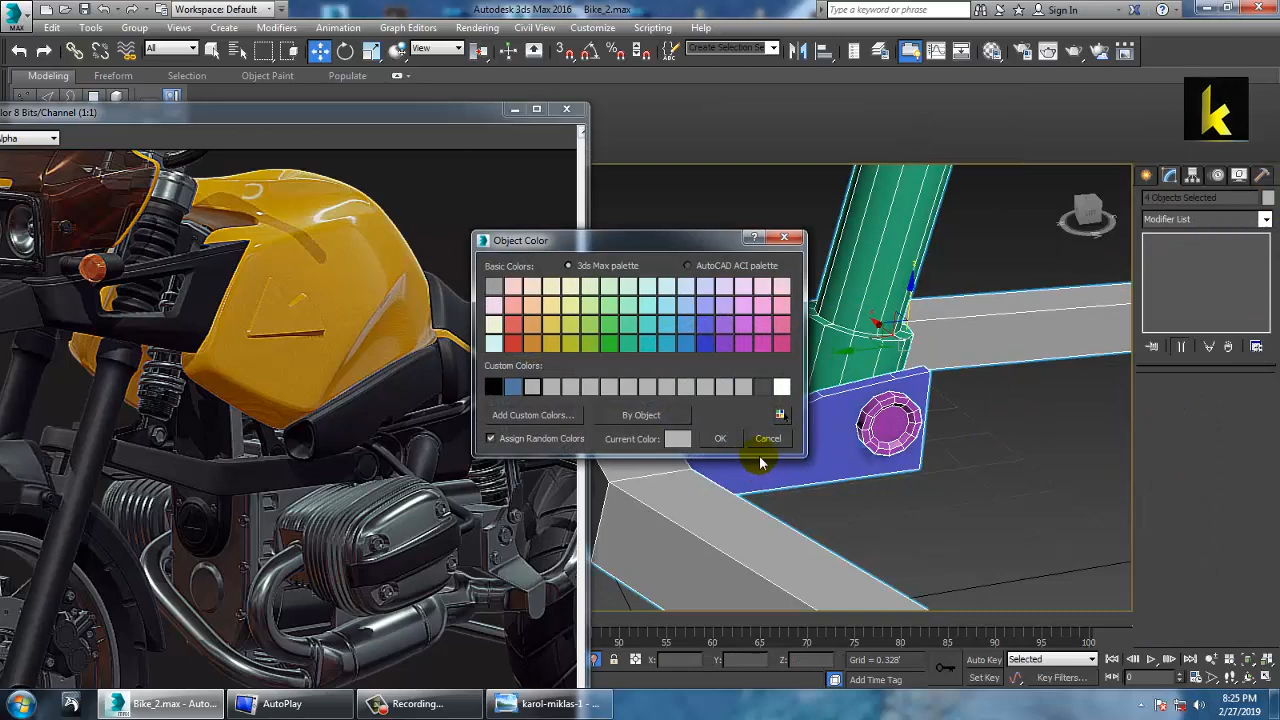 Workspace: Default
Autodesk 3ds Max 2016 Bike_2.max
Type a keyword or phrase
Sign In
MAX
Edit Tools Group Views Create Modifiers Animation Graph Editors Rendering Civil View Customize Scripting Help
All
View
Create Selection Se
Modeling Freeform Selection Object Paint Populate
olor 8 Bits/Channel (1:1)
lpha
k
4 Objects Selected
Modifier List
Object Color
Basic Colors: 3ds Max palette AutoCAD ACI palette
Custom Colors:
Add Custom Colors... By Object
Assign Random Colors Current Color: OK Cancel
50 55 60 65 70 75 80 85 90 95 100
X: Y: Z: Grid = 0.328' Auto Key Selected
Add Time Tag Set Key Key Filters... 0
Bike_2.max - Auto... AutoPlay Recording... karol-miklas-1 - ...
8:25 PM
2/27/2019